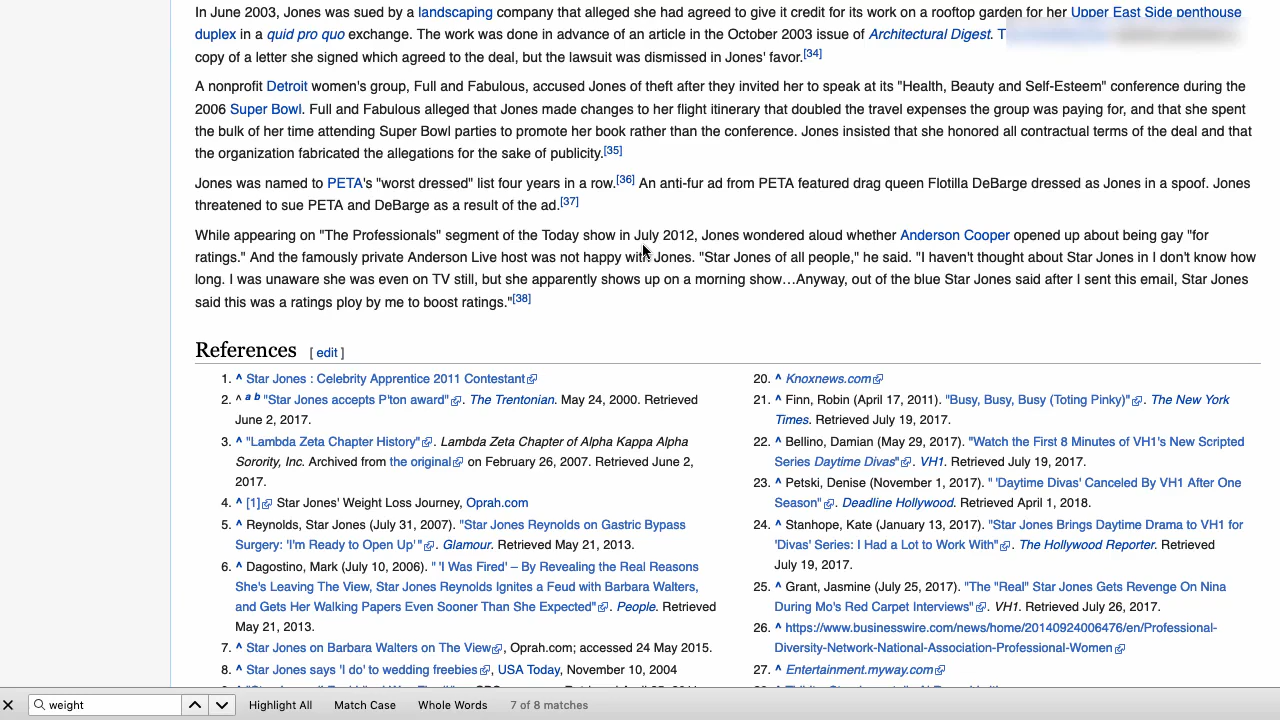 In June 2003, Jones was sued by a landscaping company that alleged she had agreed to give it credit for its work on a rooftop garden for her Upper East Side penthouse
duplex in a quid pro quo exchange. The work was done in advance of an article in the October 2003 issue of Architectural Digest. T
copy of a letter she signed which agreed to the deal, but the lawsuit was dismissed in Jones' favor.[34]
A nonprofit Detroit women's group, Full and Fabulous, accused Jones of theft after they invited her to speak at its "Health, Beauty and Self-Esteem" conference during the
2006 Super Bowl. Full and Fabulous alleged that Jones made changes to her flight itinerary that doubled the travel expenses the group was paying for, and that she spent
the bulk of her time attending Super Bowl parties to promote her book rather than the conference. Jones insisted that she honored all contractual terms of the deal and that
the organization fabricated the allegations for the sake of publicity.[35]
Jones was named to PETA's "worst dressed" list four years in a row.[36] An anti-fur ad from PETA featured drag queen Flotilla DeBarge dressed as Jones in a spoof. Jones
threatened to sue PETA and DeBarge as a result of the ad.[37]
While appearing on "The Professionals" segment of the Today show in July 2012, Jones wondered aloud whether Anderson Cooper opened up about being gay "for
ratings." And the famously private Anderson Live host was not happy with Jones. "Star Jones of all people," he said. "I haven't thought about Star Jones in I don't know how
long. I was unaware she was even on TV still, but she apparently shows up on a morning show…Anyway, out of the blue Star Jones said after I sent this email, Star Jones
said this was a ratings ploy by me to boost ratings."[38]
References [ edit ]
1. ^ Star Jones : Celebrity Apprentice 2011 Contestant
2. ^ a b "Star Jones accepts P'ton award". The Trentonian. May 24, 2000. Retrieved
June 2, 2017.
3. ^ "Lambda Zeta Chapter History". Lambda Zeta Chapter of Alpha Kappa Alpha
Sorority, Inc. Archived from the original on February 26, 2007. Retrieved June 2,
2017.
4. ^ [1] Star Jones' Weight Loss Journey, Oprah.com
5. ^ Reynolds, Star Jones (July 31, 2007). "Star Jones Reynolds on Gastric Bypass
Surgery: 'I'm Ready to Open Up'". Glamour. Retrieved May 21, 2013.
6. ^ Dagostino, Mark (July 10, 2006). " 'I Was Fired' – By Revealing the Real Reasons
She's Leaving The View, Star Jones Reynolds Ignites a Feud with Barbara Walters,
and Gets Her Walking Papers Even Sooner Than She Expected". People. Retrieved
May 21, 2013.
7. ^ Star Jones on Barbara Walters on The View, Oprah.com; accessed 24 May 2015.
8. ^ Star Jones says 'I do' to wedding freebies, USA Today, November 10, 2004
20. ^ Knoxnews.com
21. ^ Finn, Robin (April 17, 2011). "Busy, Busy, Busy (Toting Pinky)". The New York
Times. Retrieved July 19, 2017.
22. ^ Bellino, Damian (May 29, 2017). "Watch the First 8 Minutes of VH1's New Scripted
Series Daytime Divas". VH1. Retrieved July 19, 2017.
23. ^ Petski, Denise (November 1, 2017). " 'Daytime Divas' Canceled By VH1 After One
Season". Deadline Hollywood. Retrieved April 1, 2018.
24. ^ Stanhope, Kate (January 13, 2017). "Star Jones Brings Daytime Drama to VH1 for
'Divas' Series: I Had a Lot to Work With". The Hollywood Reporter. Retrieved
July 19, 2017.
25. ^ Grant, Jasmine (July 25, 2017). "The "Real" Star Jones Gets Revenge On Nina
During Mo's Red Carpet Interviews". VH1. Retrieved July 26, 2017.
26. ^ https://www.businesswire.com/news/home/20140924006476/en/Professional-
Diversity-Network-National-Association-Professional-Women
27. ^ Entertainment.myway.com
weight
Highlight All
Match Case
Whole Words
7 of 8 matches